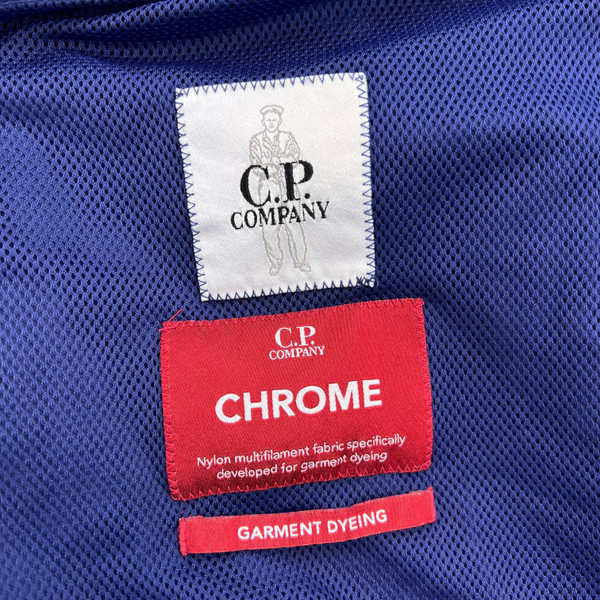 C.P.
COMPANY
C.P.
COMPANY
CHROME
Nylon multifilament fabric specifically
developed for garment dyeing
GARMENT DYEING